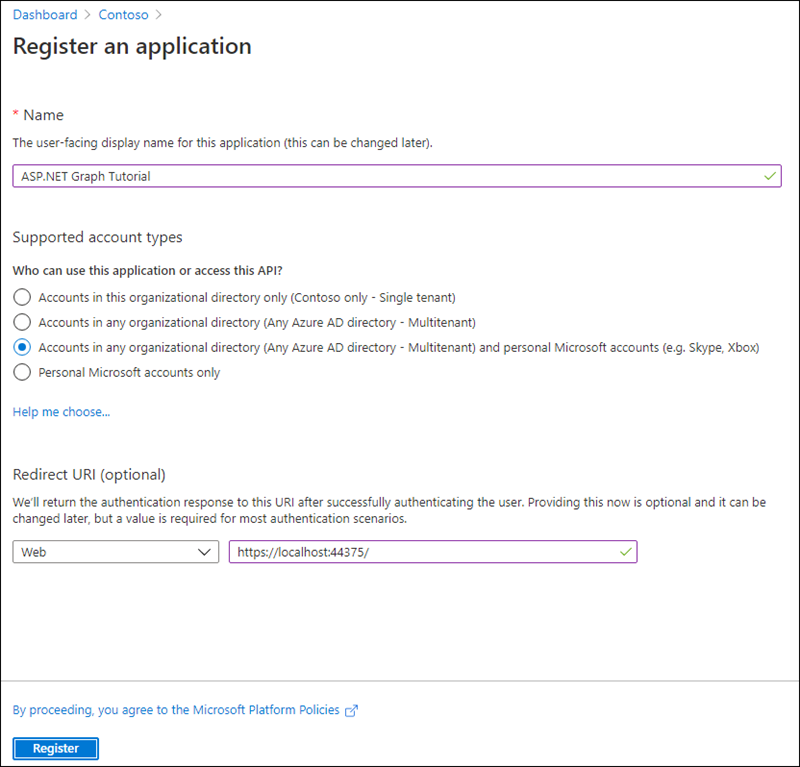 Dashboard > Contoso >
Register an application
* Name
The user-facing display name for this application (this can be changed later).
ASP.NET Graph Tutorial
Supported account types
Who can use this application or access this API?
Accounts in this organizational directory only (Contoso only - Single tenant)
Accounts in any organizational directory (Any Azure AD directory - Multitenant)
Accounts in any organizational directory (Any Azure AD directory - Multitenant) and personal Microsoft accounts (e.g. Skype, Xbox)
Personal Microsoft accounts only
Help me choose...
Redirect URI (optional)
We'll return the authentication response to this URI after successfully authenticating the user. Providing this now is optional and it can be
changed later, but a value is required for most authentication scenarios.
Web https://localhost:44375/
By proceeding, you agree to the Microsoft Platform Policies
Register